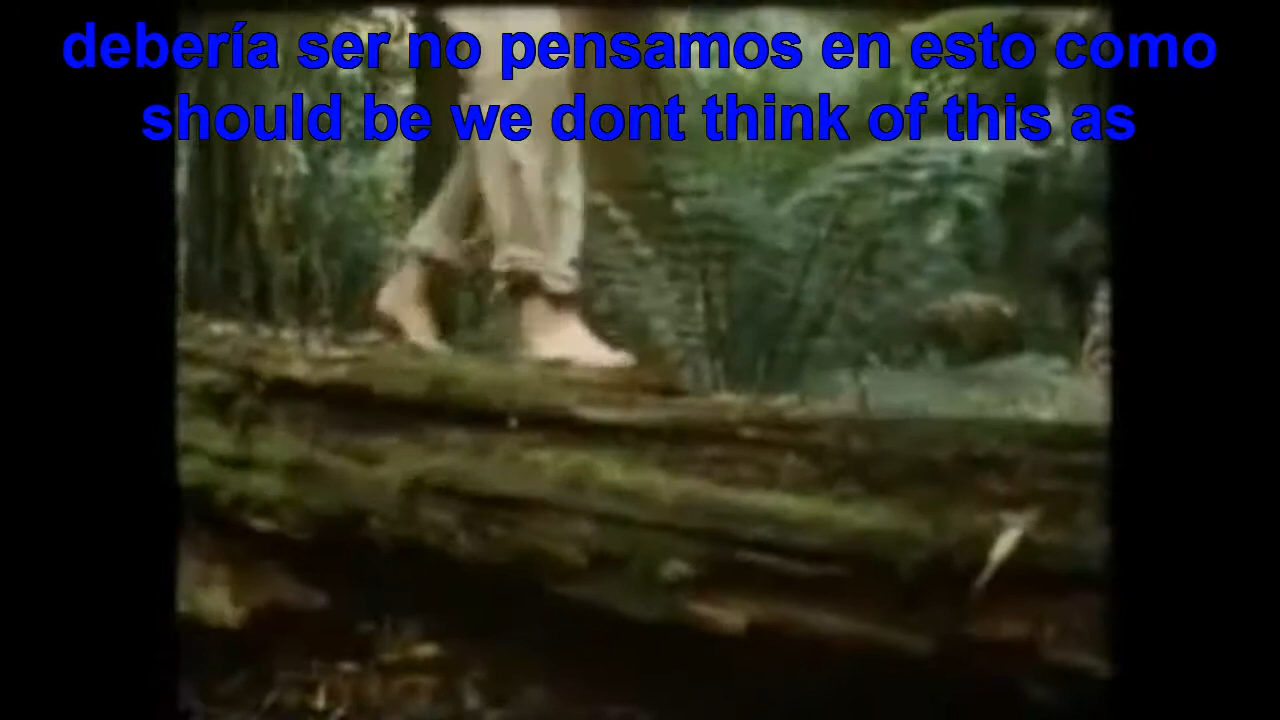 debería ser no pensamos en esto como
should be we dont think of this as